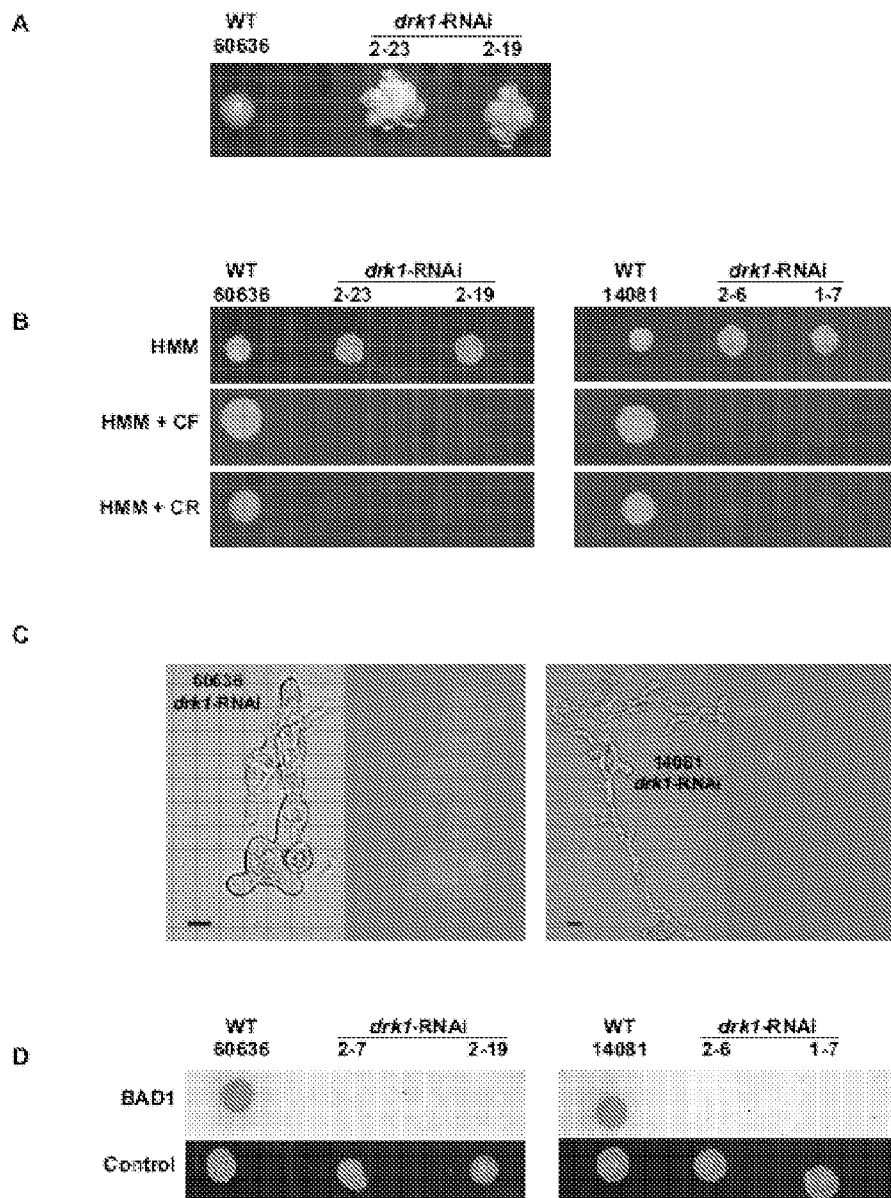 A
WT
drk1-RNAi
60636
2-23
2-19
B
WT
drk1-RNAi
60636
2-23
2-19
WT
drk1-RNAi
14081
2-6
1-7
HMM
HMM + CF
HMM + CR
C
60636
drk1-RNAi
14081
drk1-RNAi
D
WT
drk1-RNAi
60636
2-7
2-19
WT
drk1-RNAi
14081
2-6
1-7
BAD1
Control